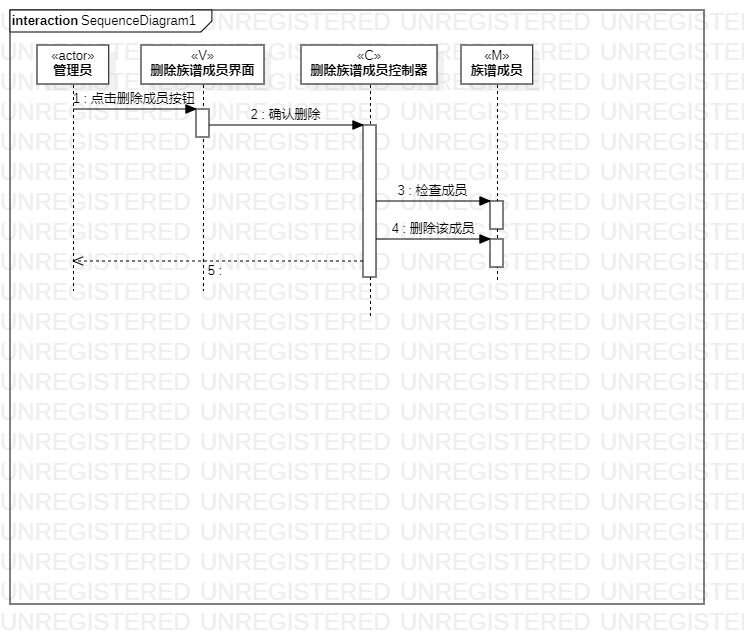 interaction SequenceDiagram1
«actor»
管理员
«V»
删除族谱成员界面
«C»
删除族谱成员控制器
«M»
族谱成员
1 : 点击删除成员按钮
2 : 确认删除
3 : 检查成员
4 : 删除该成员
5 :
UNREGISTERED UNREGISTERED UNREGISTERED UNREGISTERED